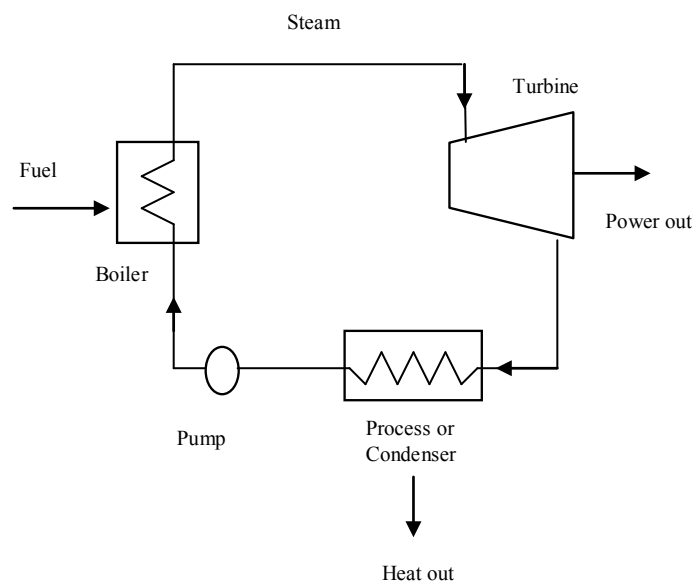 Steam
Turbine
Fuel
Power out
Boiler
Process or
Condenser
Pump
Heat out